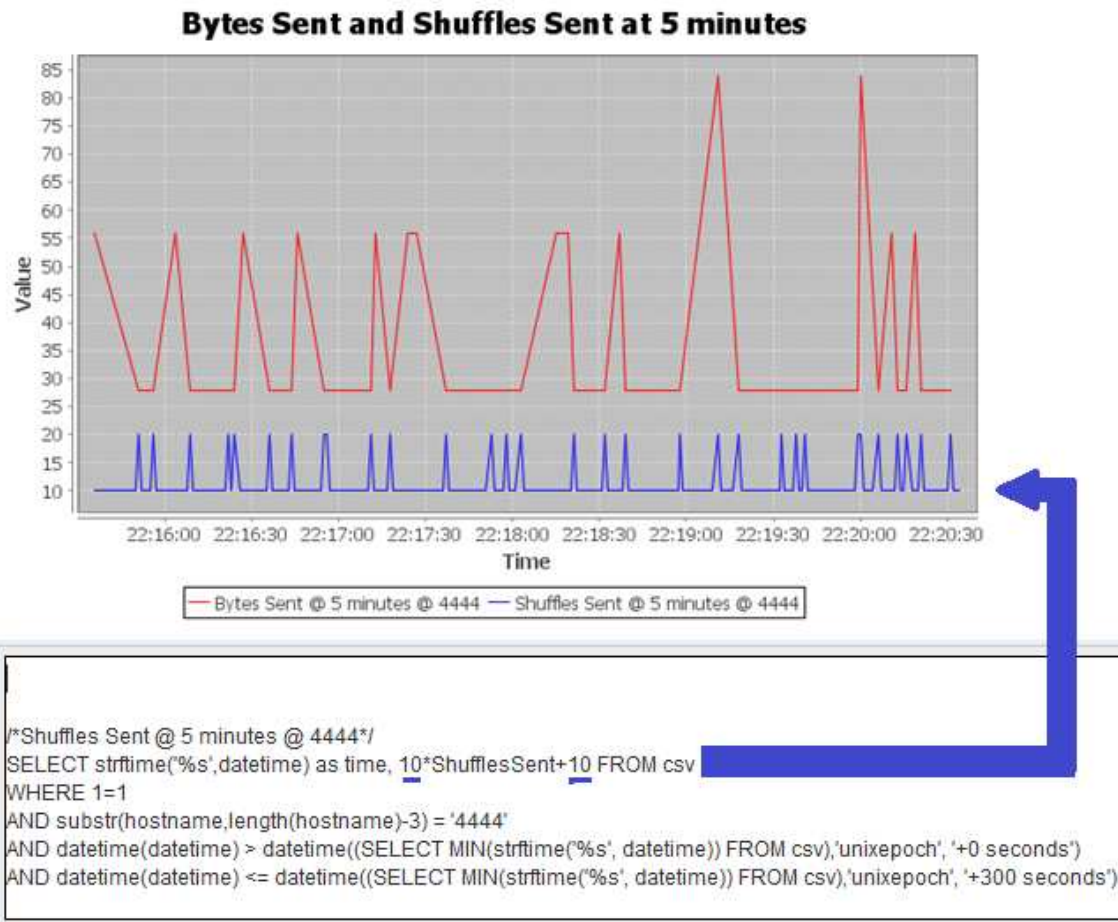 Bytes Sent and Shuffles Sent at 5 minutes
85
80
75
70
65
60
55
50
45
40
35
30
25
20
15
10
Value
22:16:00 22:16:30 22:17:00 22:17:30 22:18:00 22:18:30 22:19:00 22:19:30 22:20:00 22:20:30
Time
Bytes Sent @ 5 minutes @ 4444 Shuffles Sent @ 5 minutes @ 4444
/*Shuffles Sent @ 5 minutes @ 4444*/
SELECT strftime('%s',datetime) as time, 10*ShufflesSent+10 FROM csv
WHERE 1=1
AND substr(hostname,length(hostname)-3) = '4444'
AND datetime(datetime) > datetime((SELECT MIN(strftime('%s', datetime)) FROM csv),'unixepoch', '+0 seconds')
AND datetime(datetime) <= datetime((SELECT MIN(strftime('%s', datetime)) FROM csv),'unixepoch', '+300 seconds')